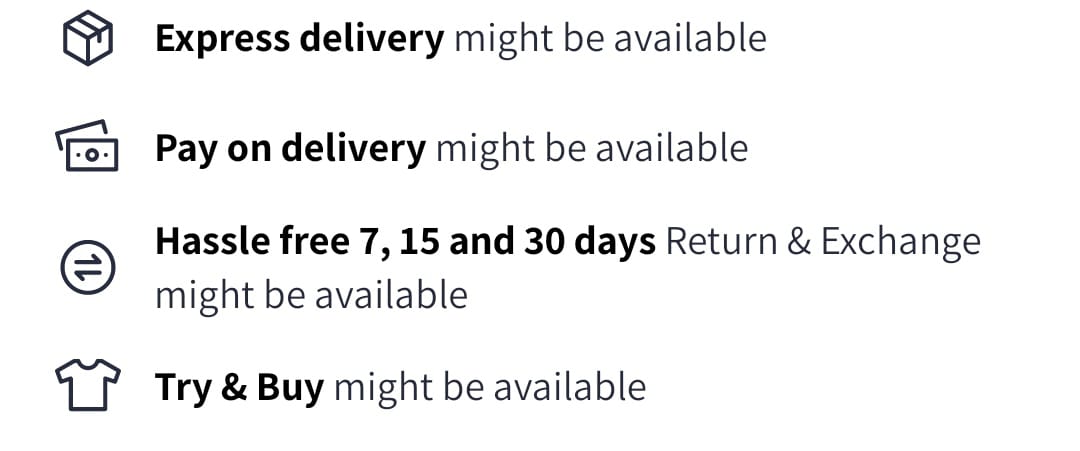 Express delivery might be available
Pay on delivery might be available
Hassle free 7, 15 and 30 days Return & Exchange
might be available
Try & Buy might be available